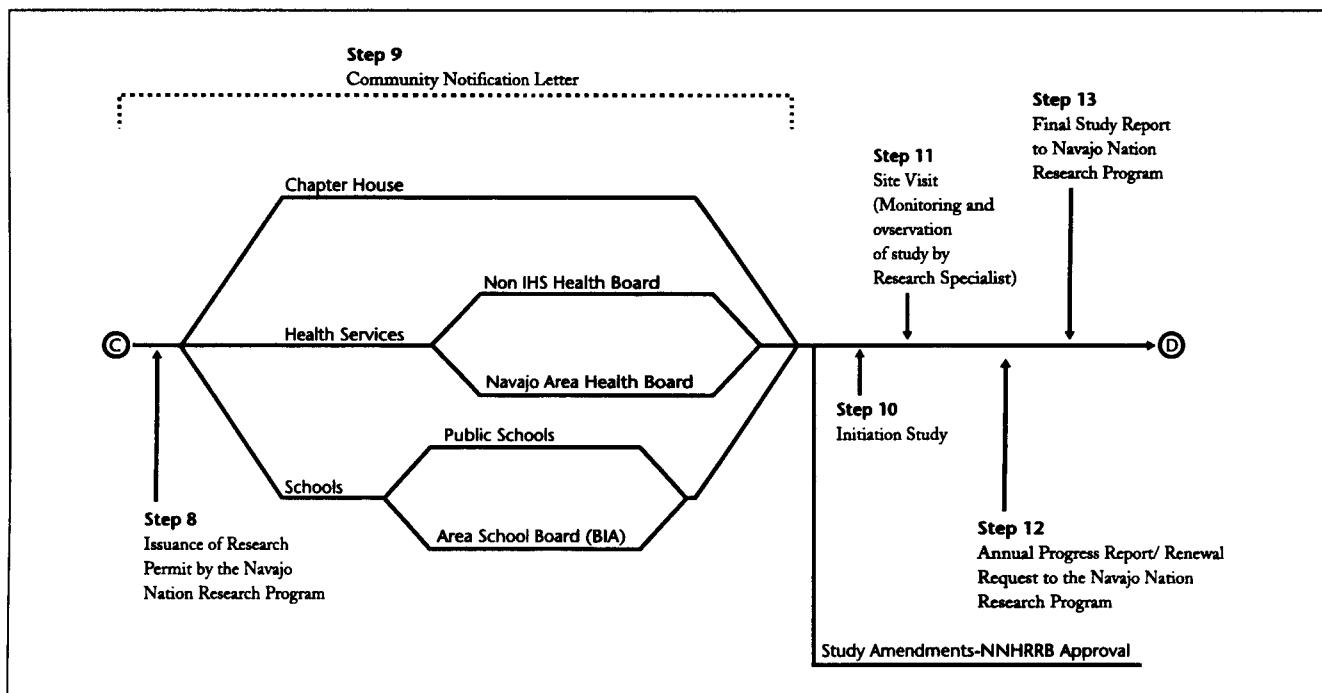 Step 9
Community Notification Letter
Step 13
Final Study Report
to Navajo Nation
Research Program
Step 11
Site Visit
(Monitoring and
ovservation
of study by
Research Specialist)
Chapter House
Non IHS Health Board
C
Health Services
D
Navajo Area Health Board
Step 10
Initiation Study
Public Schools
Schools
Area School Board (BIA)
Step 8
Issuance of Research
Permit by the Navajo
Nation Research Program
Step 12
Annual Progress Report/ Renewal
Request to the Navajo Nation
Research Program
Study Amendments-NNHRRB Approval